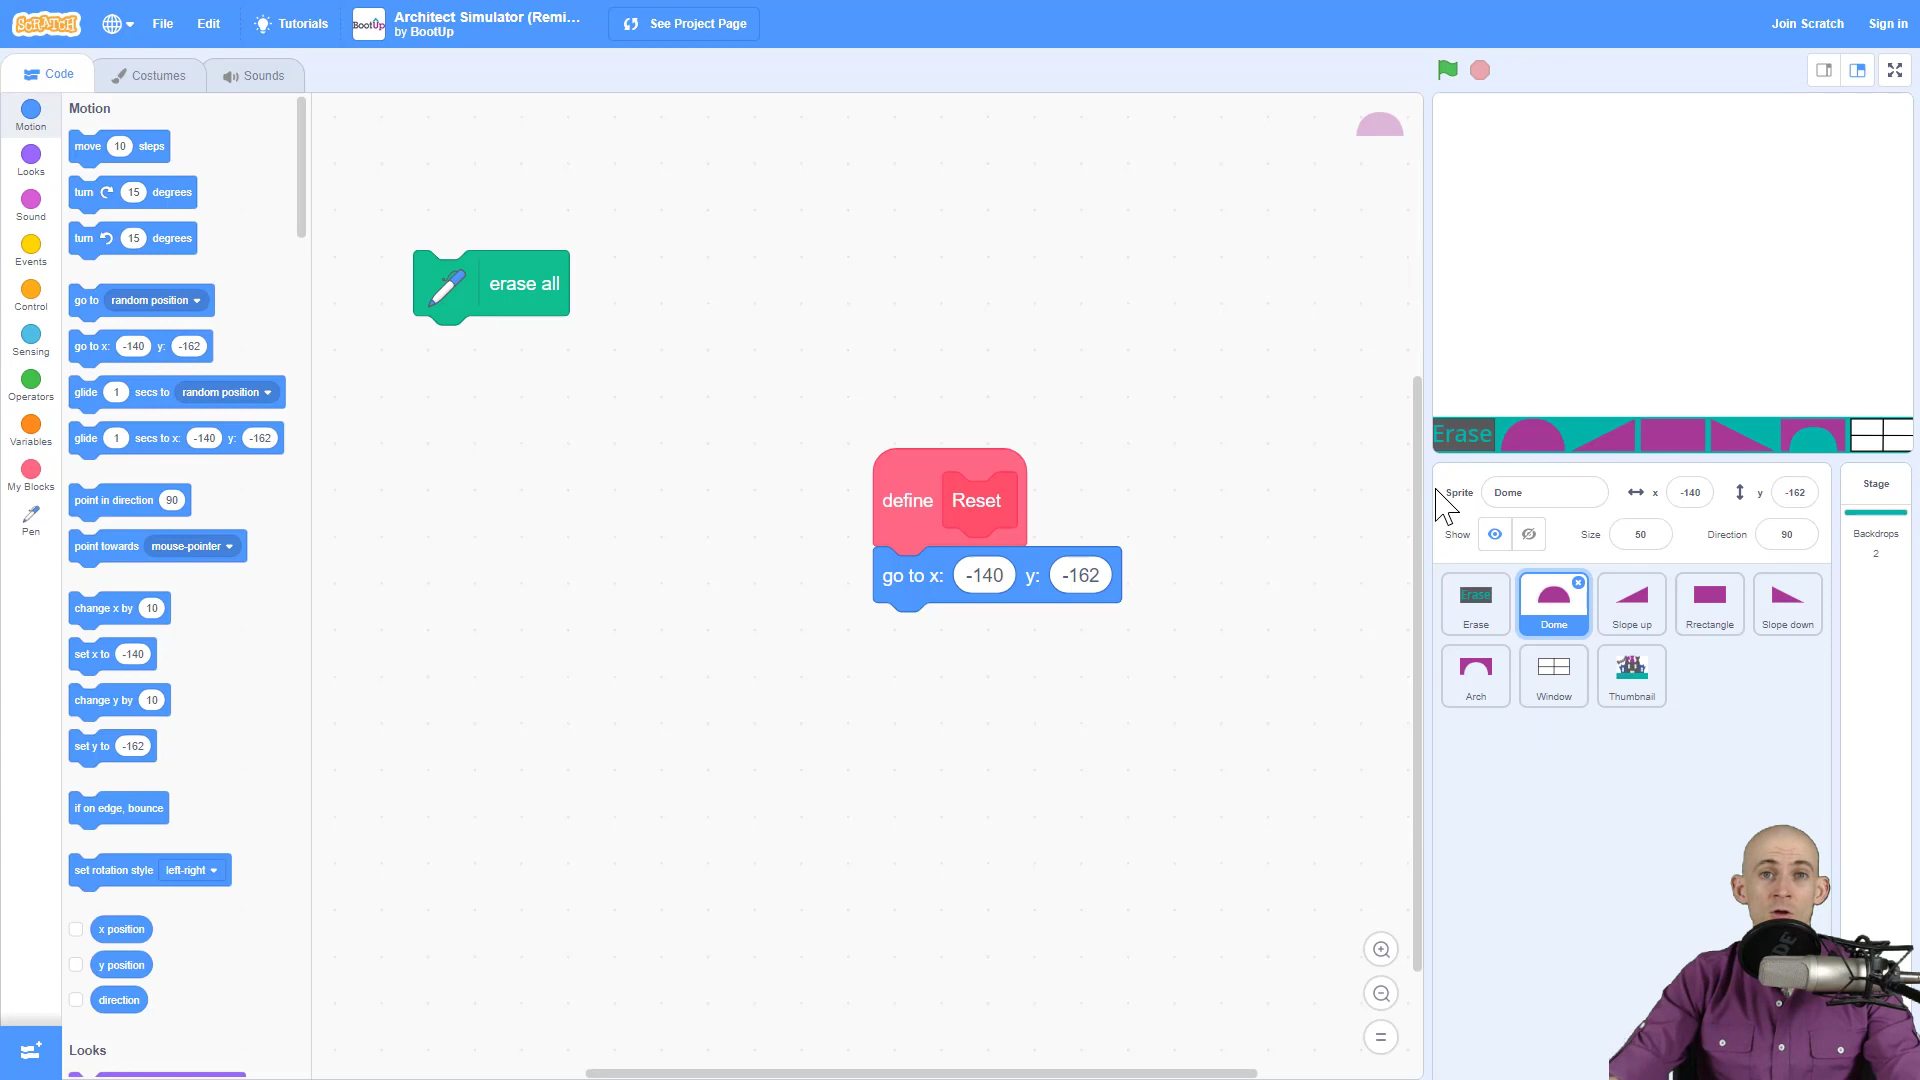 SCRATCH
File
Edit
Tutorials
BootUp
Architect Simulator (Remi...
by BootUp
See Project Page
Join Scratch
Sign in
Code
Costumes
Sounds
Motion
Looks
Sound
Events
Control
Sensing
Operators
Variables
My Blocks
Pen
Motion
move 10 steps
turn 15 degrees
turn 15 degrees
go to random position
go to x: -140 y: -162
glide 1 secs to random position
glide 1 secs to x: -140 y: -162
point in direction 90
point towards mouse-pointer
change x by 10
set x to -140
change y by 10
set y to -162
if on edge, bounce
set rotation style left-right
x position
y position
direction
Looks
erase all
define Reset
go to x: -140 y: -162
Erase
Sprite Dome x -140 y -162
Show Size 50 Direction 90
Erase
Erase
Dome
Slope up
Rrectangle
Slope down
Arch
Window
Thumbnail
Stage
Backdrops
2